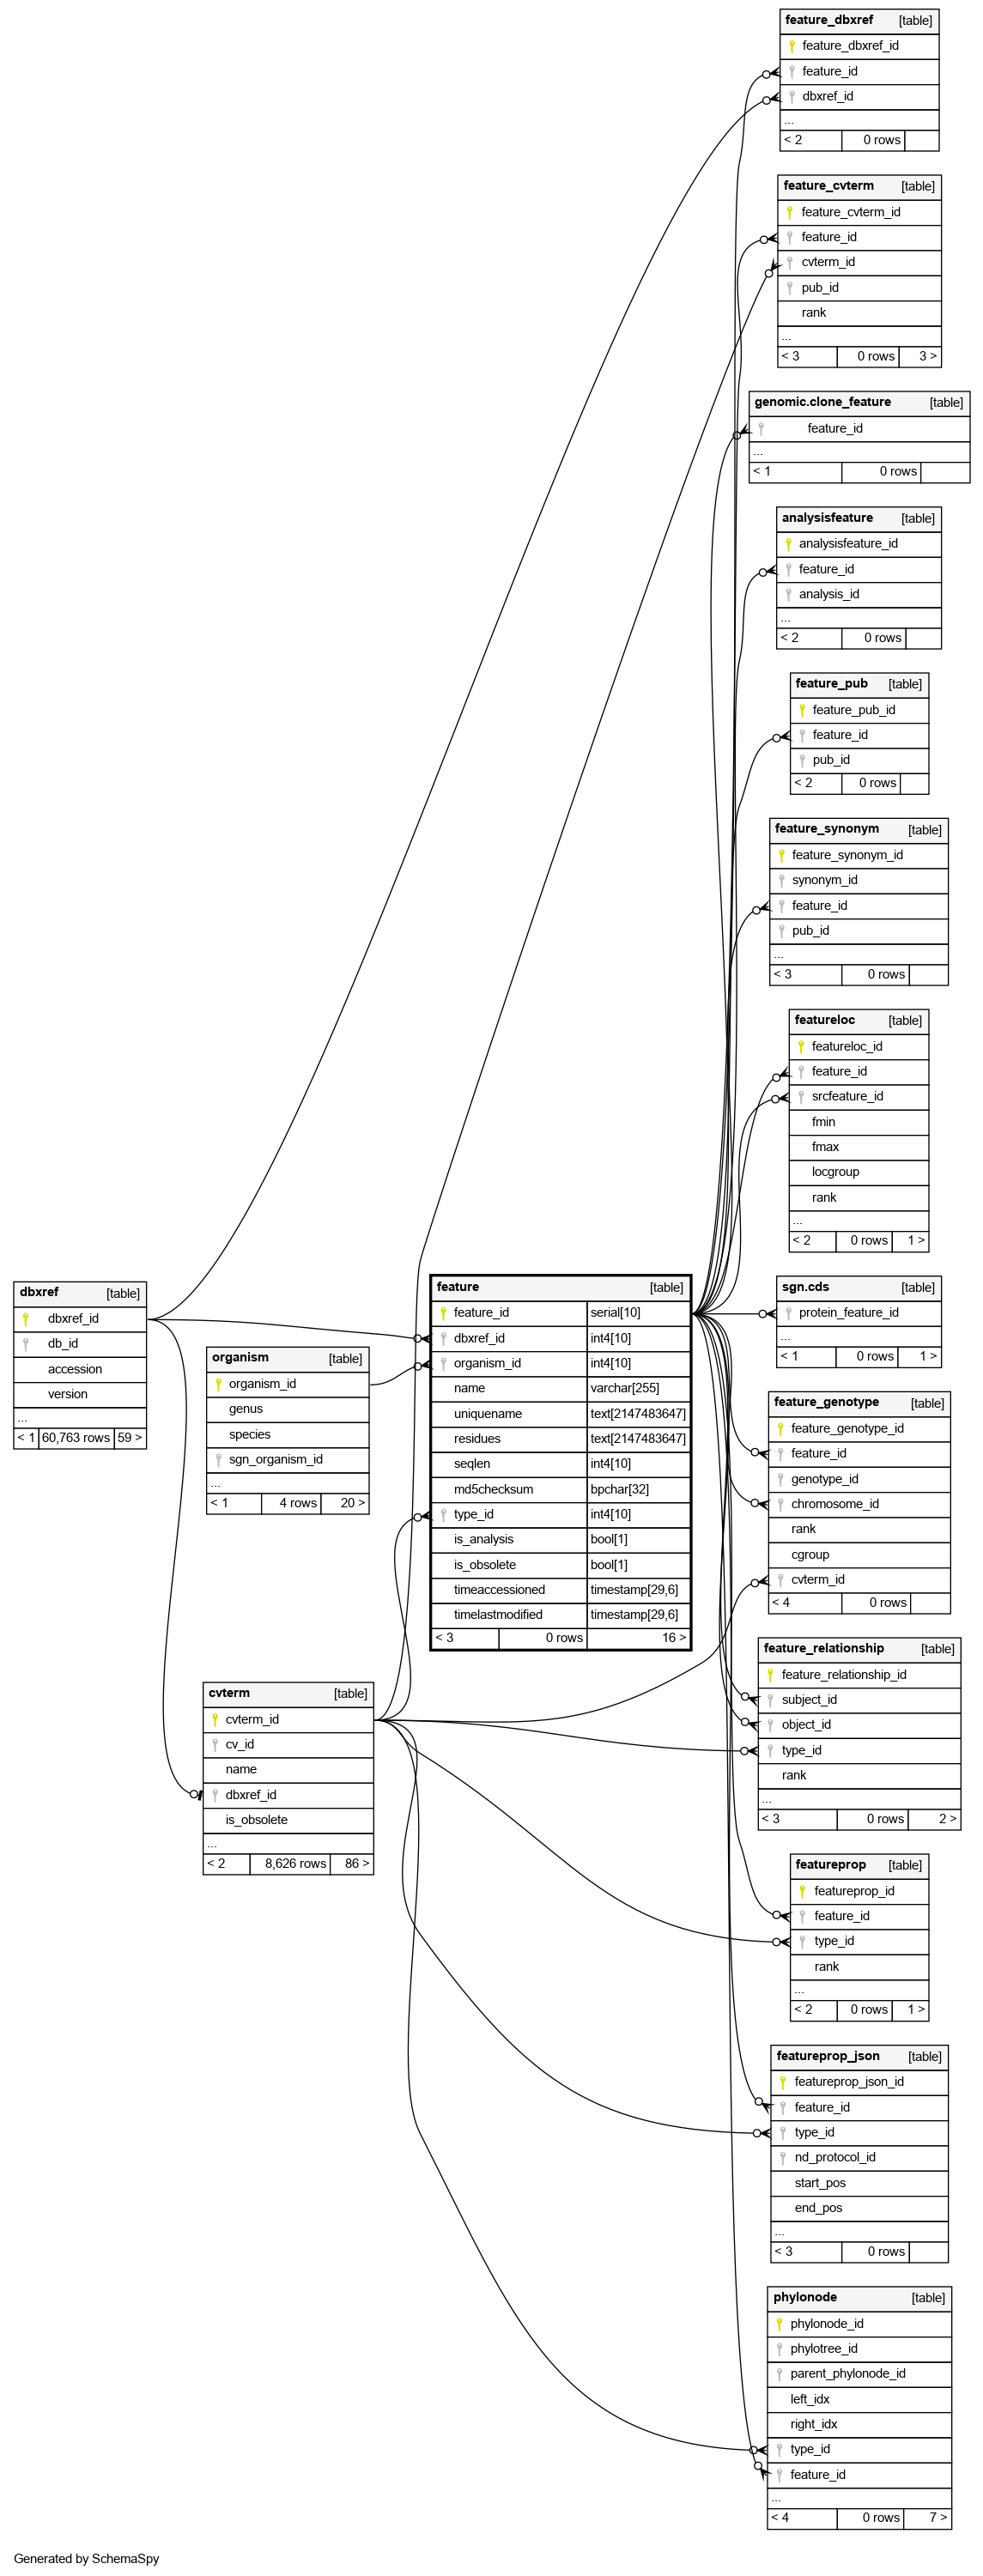 feature_dbxref [table]
feature_dbxref_id
feature_id
dbxref_id
...
< 2 0 rows
feature_cvterm [table]
feature_cvterm_id
feature_id
cvterm_id
pub_id
rank
...
< 3 0 rows 3 >
genomic.clone_feature [table]
feature_id
...
< 1 0 rows
analysisfeature [table]
analysisfeature_id
feature_id
analysis_id
...
< 2 0 rows
feature_pub [table]
feature_pub_id
feature_id
pub_id
< 2 0 rows
feature_synonym [table]
feature_synonym_id
synonym_id
feature_id
pub_id
...
< 3 0 rows
featureloc [table]
featureloc_id
feature_id
srcfeature_id
fmin
fmax
locgroup
rank
...
< 2 0 rows 1 >
dbxref [table]
dbxref_id
db_id
accession
version
...
< 1 60,763 rows 59 >
organism [table]
organism_id
genus
species
sgn_organism_id
...
< 1 4 rows 20 >
feature [table]
feature_id serial[10]
dbxref_id int4[10]
organism_id int4[10]
name varchar[255]
uniquename text[2147483647]
residues text[2147483647]
seqlen int4[10]
md5checksum bpchar[32]
type_id int4[10]
is_analysis bool[1]
is_obsolete bool[1]
timeaccessioned timestamp[29,6]
timelastmodified timestamp[29,6]
< 3 0 rows 16 >
cvterm [table]
cvterm_id
cv_id
name
dbxref_id
is_obsolete
...
< 2 8,626 rows 86 >
sgn.cds [table]
protein_feature_id
...
< 1 0 rows 1 >
feature_genotype [table]
feature_genotype_id
feature_id
genotype_id
chromosome_id
rank
cgroup
cvterm_id
< 4 0 rows
feature_relationship [table]
feature_relationship_id
subject_id
object_id
type_id
rank
...
< 3 0 rows 2 >
featureprop [table]
featureprop_id
feature_id
type_id
rank
...
< 2 0 rows 1 >
featureprop_json [table]
featureprop_json_id
feature_id
type_id
nd_protocol_id
start_pos
end_pos
...
< 3 0 rows
phylonode [table]
phylonode_id
phylotree_id
parent_phylonode_id
left_idx
right_idx
type_id
feature_id
...
< 4 0 rows 7 >
Generated by SchemaSpy